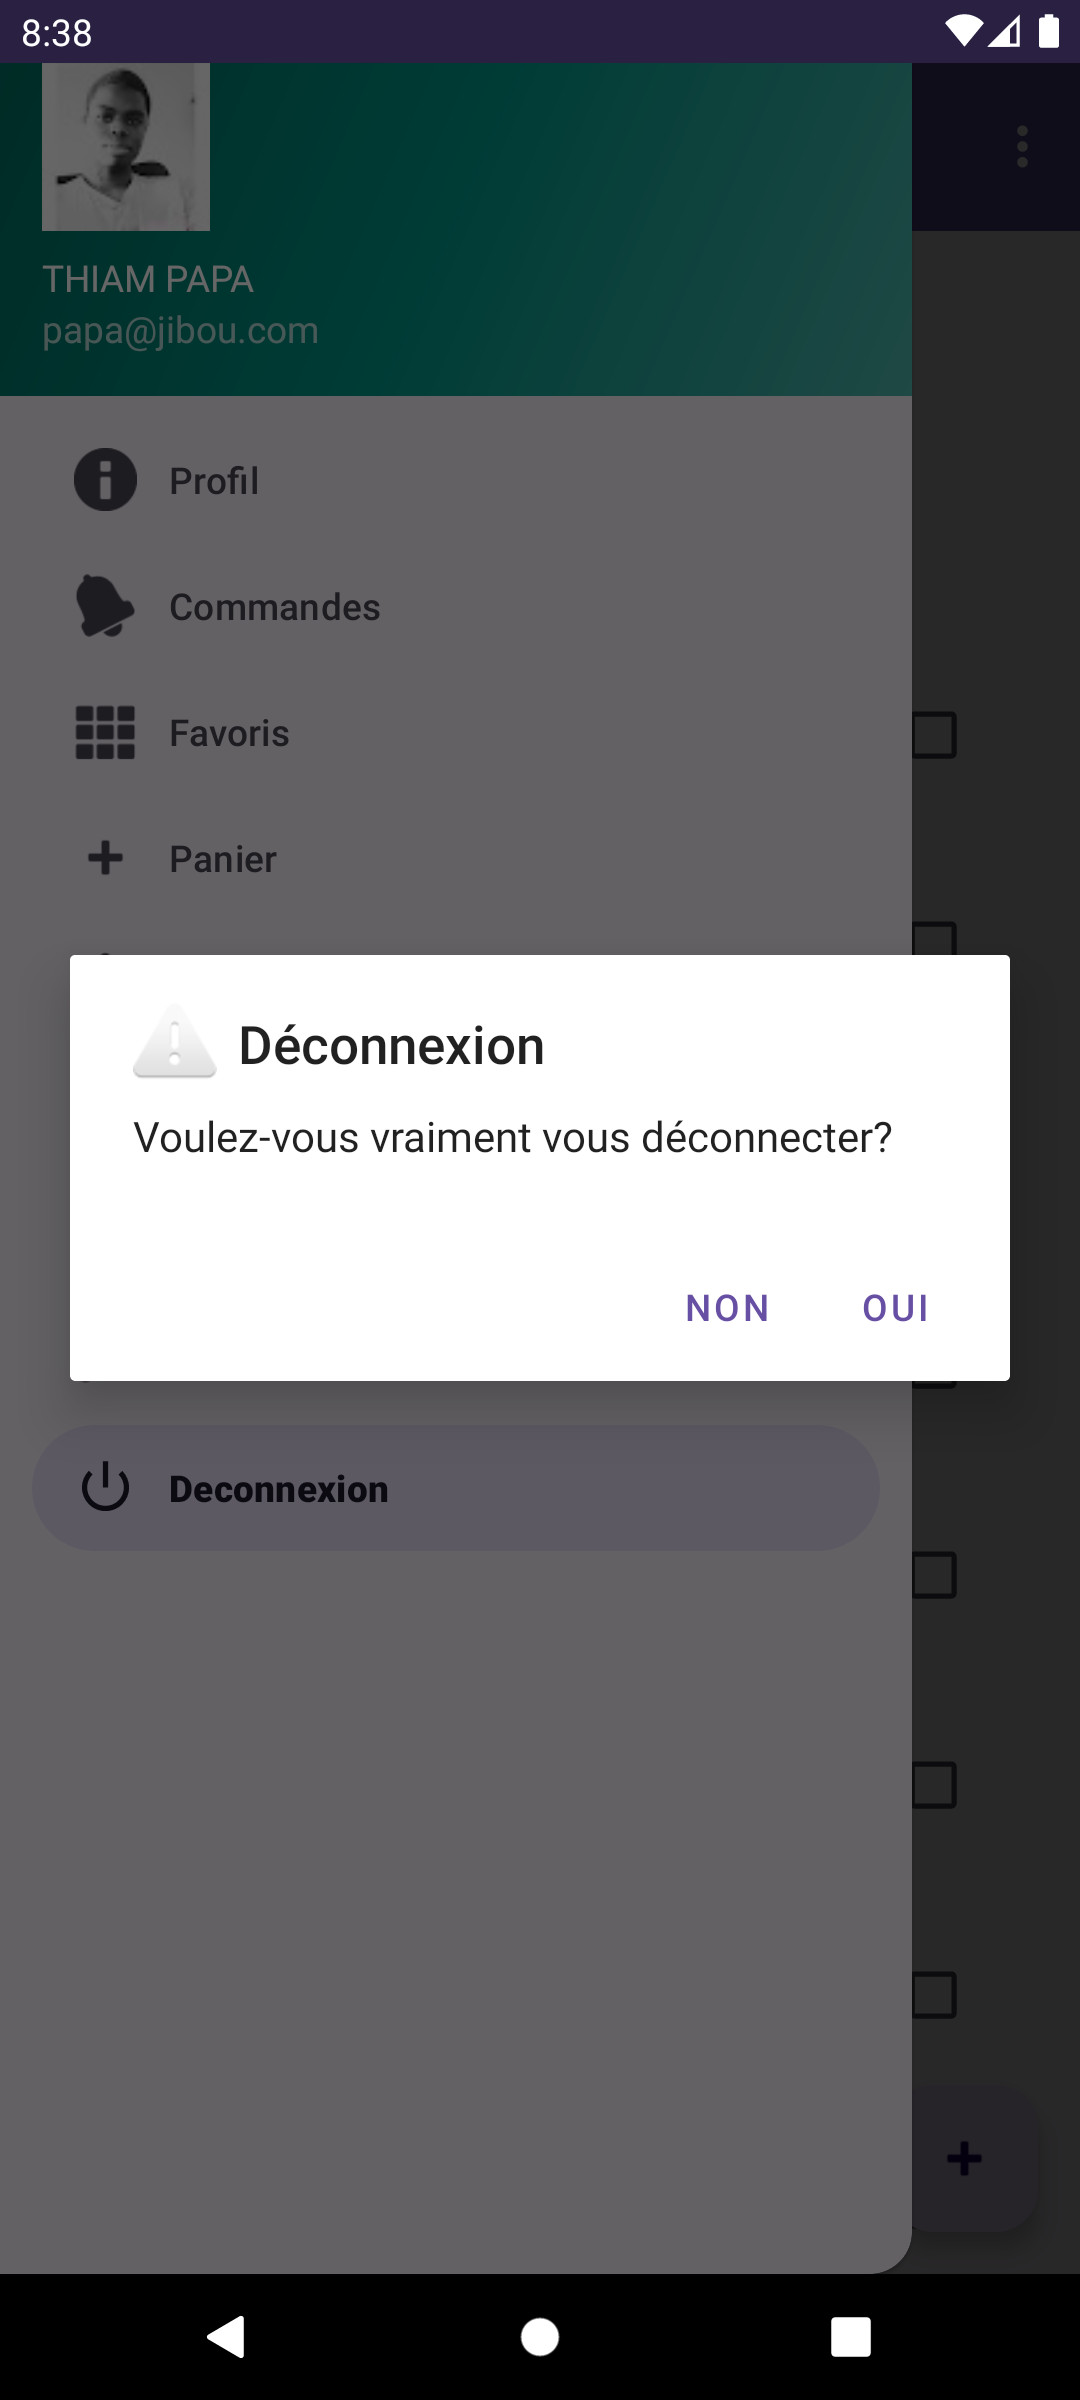 8:38
THIAM PAPA
papa@jibou.com
Profil
Commandes
Favoris
Panier
Déconnexion
Voulez-vous vraiment vous déconnecter?
NON OUI
Deconnexion